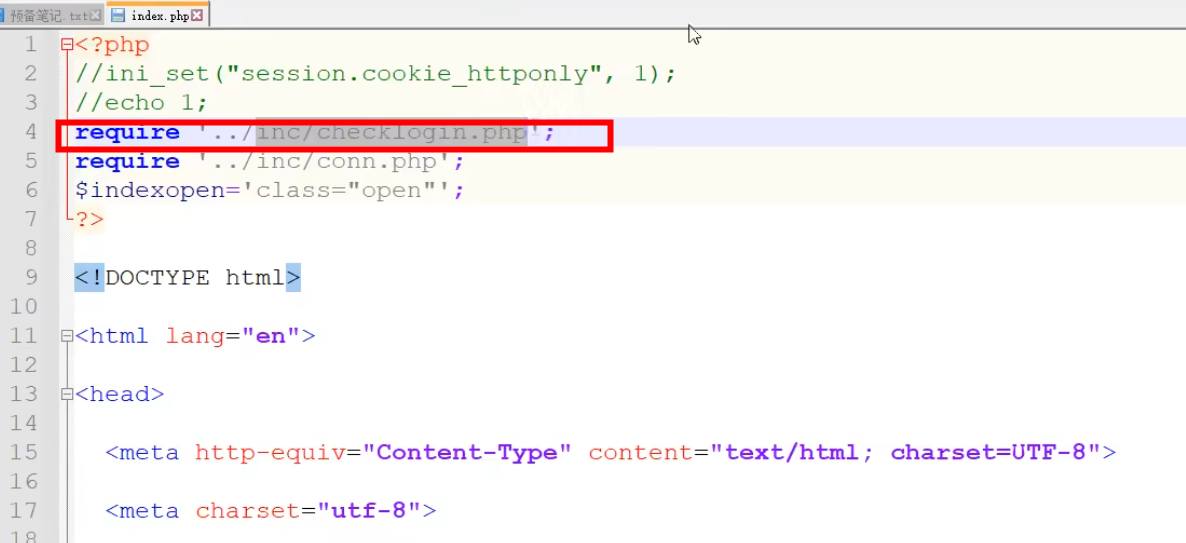 预备笔记.txt
index.php
1 <?php
2 //ini_set("session.cookie_httponly", 1);
3 //echo 1;
4 require '../inc/checklogin.php';
5 require '../inc/conn.php';
6 $indexopen='class="open"';
7 ?>
8
9 <!DOCTYPE html>
10
11 <html lang="en">
12
13 <head>
14
15 <meta http-equiv="Content-Type" content="text/html; charset=UTF-8">
16
17 <meta charset="utf-8">
18